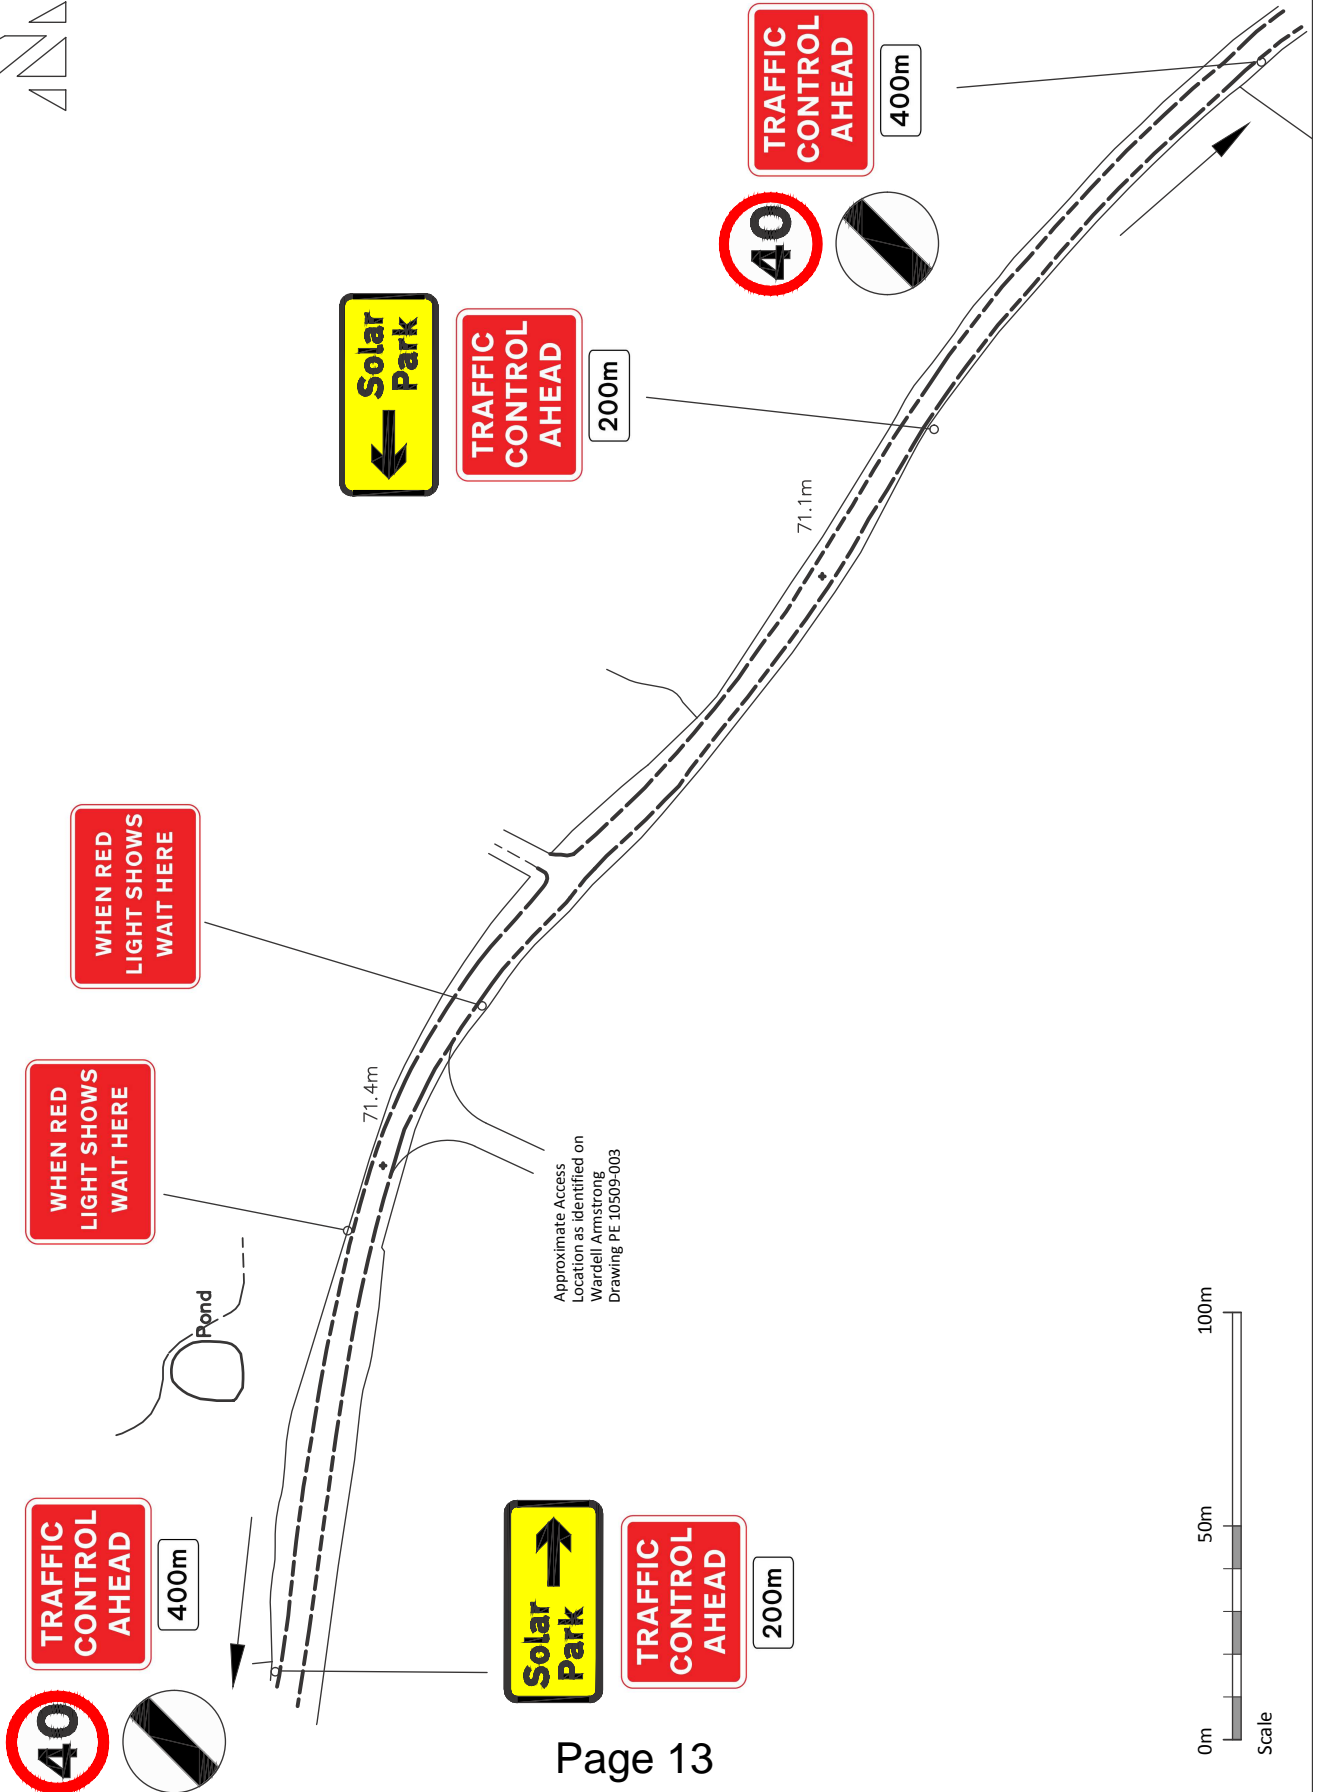 TRAFFIC
CONTROL
AHEAD
400m
40
Solar
Park
TRAFFIC
CONTROL
AHEAD
200m
71.1m
WHEN RED
LIGHT SHOWS
WAIT HERE
WHEN RED
LIGHT SHOWS
WAIT HERE
71.4m
Approximate Access
Location as identified on
Wardell Armstrong
Drawing PE 10509-003
Pond
TRAFFIC
CONTROL
AHEAD
400m
40
Solar
Park
TRAFFIC
CONTROL
AHEAD
200m
0m
50m
100m
Scale
Page 13